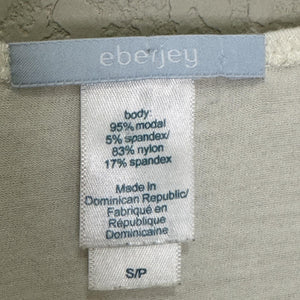 eberjey
body:
95% modal
5% spandex/
83% nylon
17% spandex
Made in
Dominican Republic/
Fabriqué en
République
Dominicaine
S/P